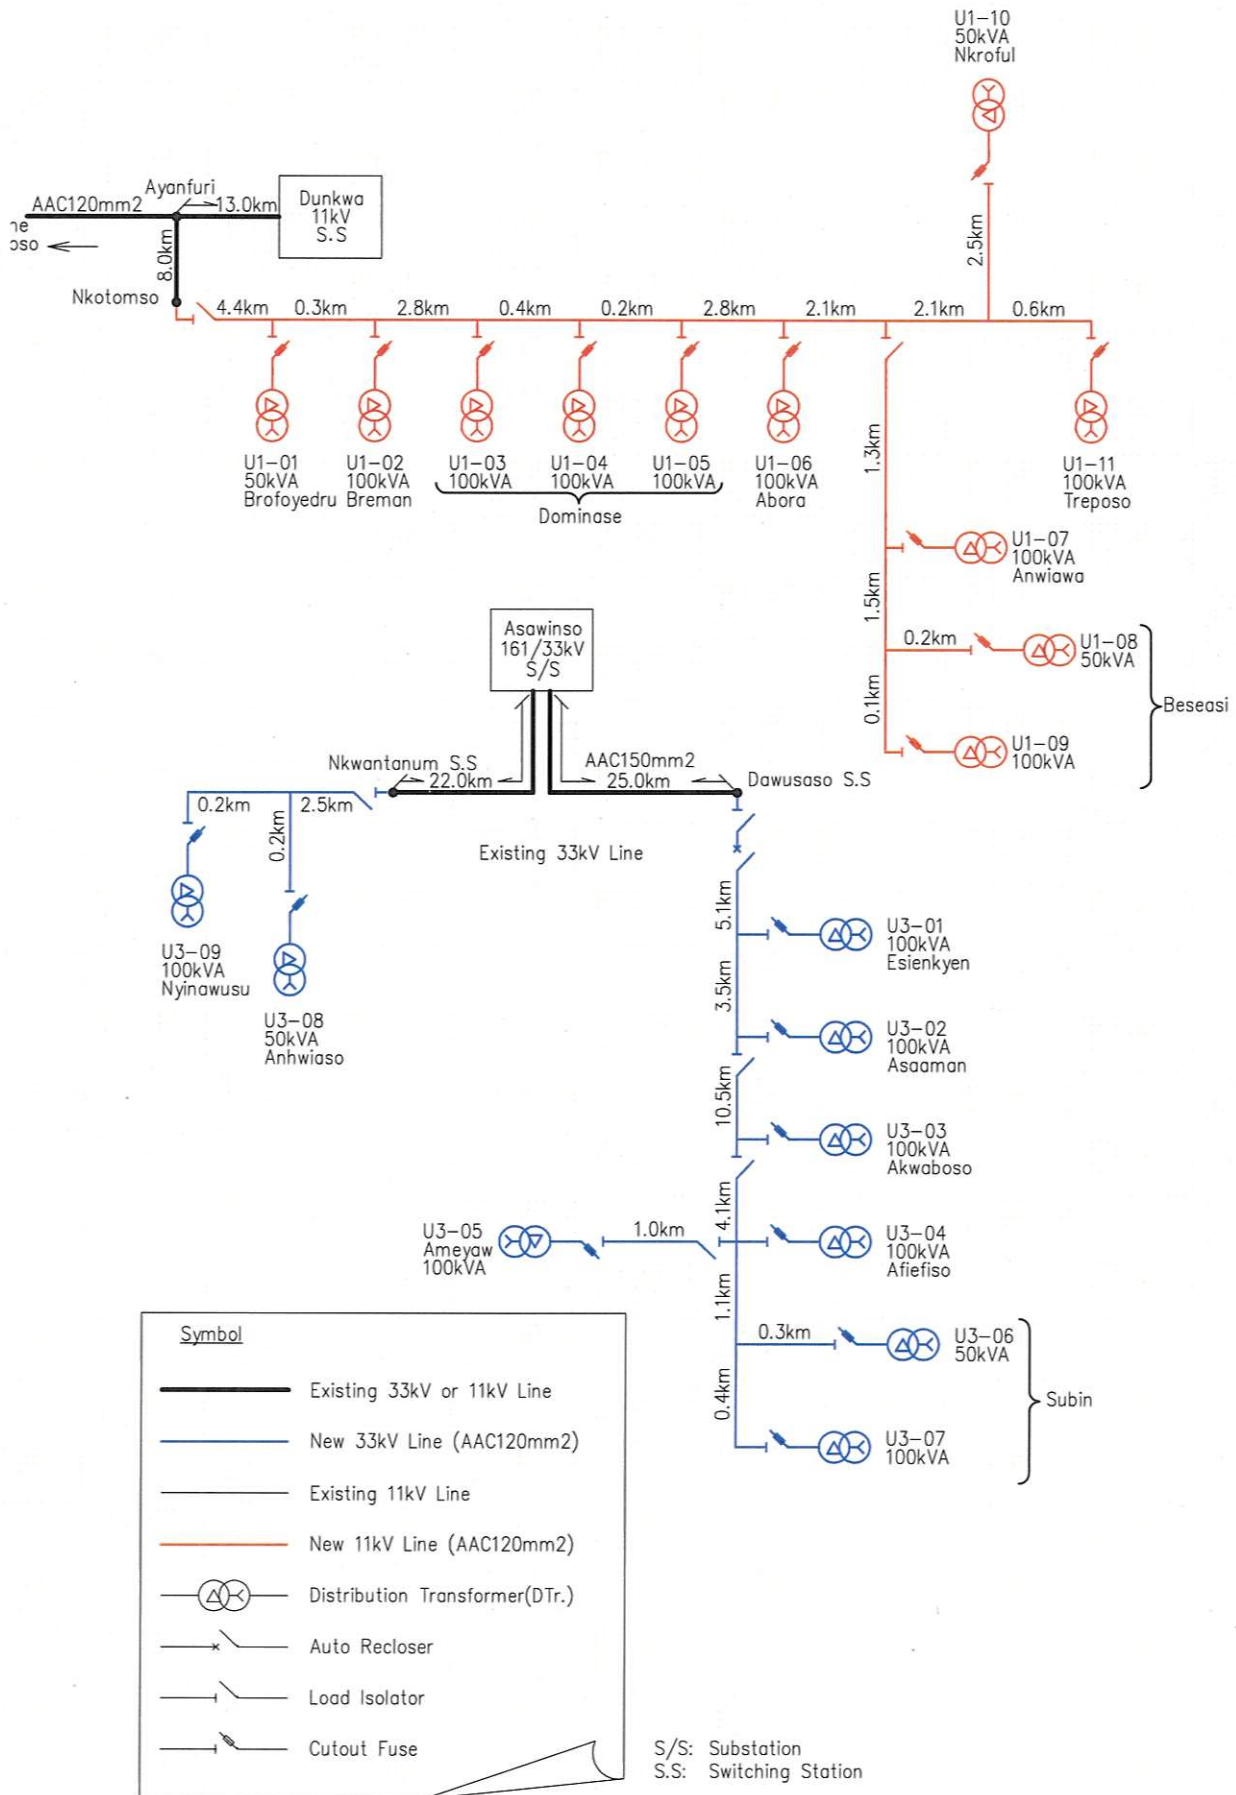 U1-10
50kVA
Nkroful
2.5km
Ayanfuri
AAC120mm2
13.0km
Dunkwa
11kV
S.S
8.0km
Nkotomso
4.4km
0.3km
2.8km
0.4km
0.2km
2.8km
2.1km
2.1km
0.6km
U1-01
50kVA
Brofoyedru
U1-02
100kVA
Breman
U1-03
100kVA
U1-04
100kVA
U1-05
100kVA
Dominase
U1-06
100kVA
Abora
U1-11
100kVA
Treposo
1.3km
U1-07
100kVA
Anwiawa
1.5km
0.2km
U1-08
50kVA
0.1km
U1-09
100kVA
Beseasi
Asawinso
161/33kV
S/S
Nkwantanum S.S
22.0km
AAC150mm2
25.0km
Dawusaso S.S
Existing 33kV Line
0.2km
2.5km
0.2km
U3-09
100kVA
Nyinawusu
U3-08
50kVA
Anhwiaso
5.1km
U3-01
100kVA
Esienkyen
3.5km
U3-02
100kVA
Asaaman
10.5km
U3-03
100kVA
Akwaboso
4.1km
U3-05
Ameyaw
100kVA
1.0km
U3-04
100kVA
Afiefiso
1.1km
0.3km
U3-06
50kVA
0.4km
U3-07
100kVA
Subin
Symbol
Existing 33kV or 11kV Line
New 33kV Line (AAC120mm2)
Existing 11kV Line
New 11kV Line (AAC120mm2)
Distribution Transformer(DTr.)
Auto Recloser
Load Isolator
Cutout Fuse
S/S: Substation
S.S: Switching Station